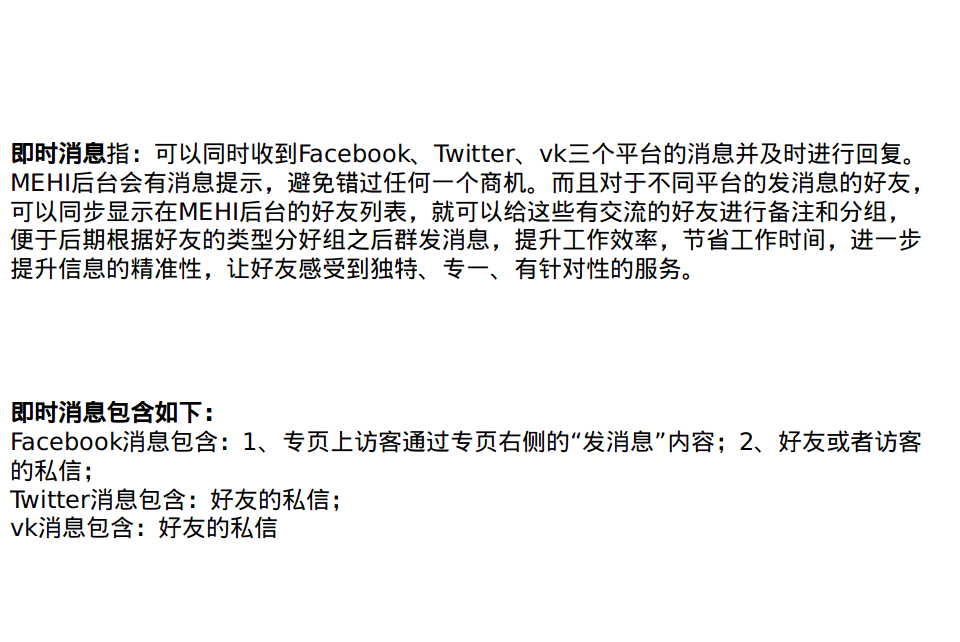 即时消息指：可以同时收到Facebook、Twitter、vk三个平台的消息并及时进行回复。
MEHI后台会有消息提示，避免错过任何一个商机。而且对于不同平台的发消息的好友，
可以同步显示在MEHI后台的好友列表，就可以给这些有交流的好友进行备注和分组，
便于后期根据好友的类型分好组之后群发消息，提升工作效率，节省工作时间，进一步
提升信息的精准性，让好友感受到独特、专一、有针对性的服务。
即时消息包含如下：
Facebook消息包含：1、专页上访客通过专页右侧的“发消息”内容；2、好友或者访客
的私信；
Twitter消息包含：好友的私信；
vk消息包含：好友的私信